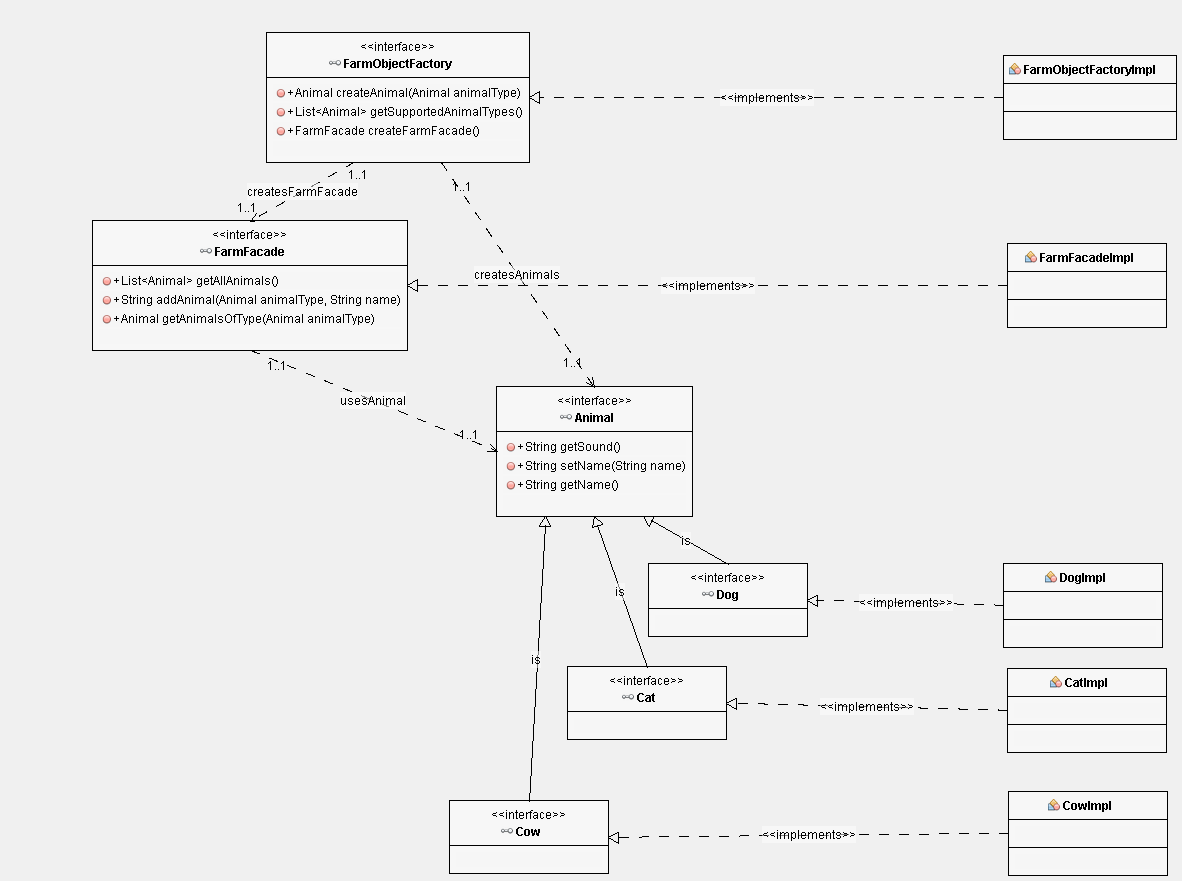 <<interface>>
FarmObjectFactory
+Animal createAnimal(Animal animalType)
+List<Animal> getSupportedAnimalTypes()
+FarmFacade createFarmFacade()
<<implements>>
FarmObjectFactoryImpl
1..1
createsFarmFacade
1..1
1..1
createsAnimals
1..1
<<interface>>
FarmFacade
+List<Animal> getAllAnimals()
+String addAnimal(Animal animalType, String name)
+Animal getAnimalsOfType(Animal animalType)
<<implements>>
FarmFacadeImpl
1..1
usesAnimal
1..1
<<interface>>
Animal
+String getSound()
+String setName(String name)
+String getName()
is
is
is
<<interface>>
Dog
<<implements>>
DogImpl
<<interface>>
Cat
<<implements>>
CatImpl
<<interface>>
Cow
<<implements>>
CowImpl